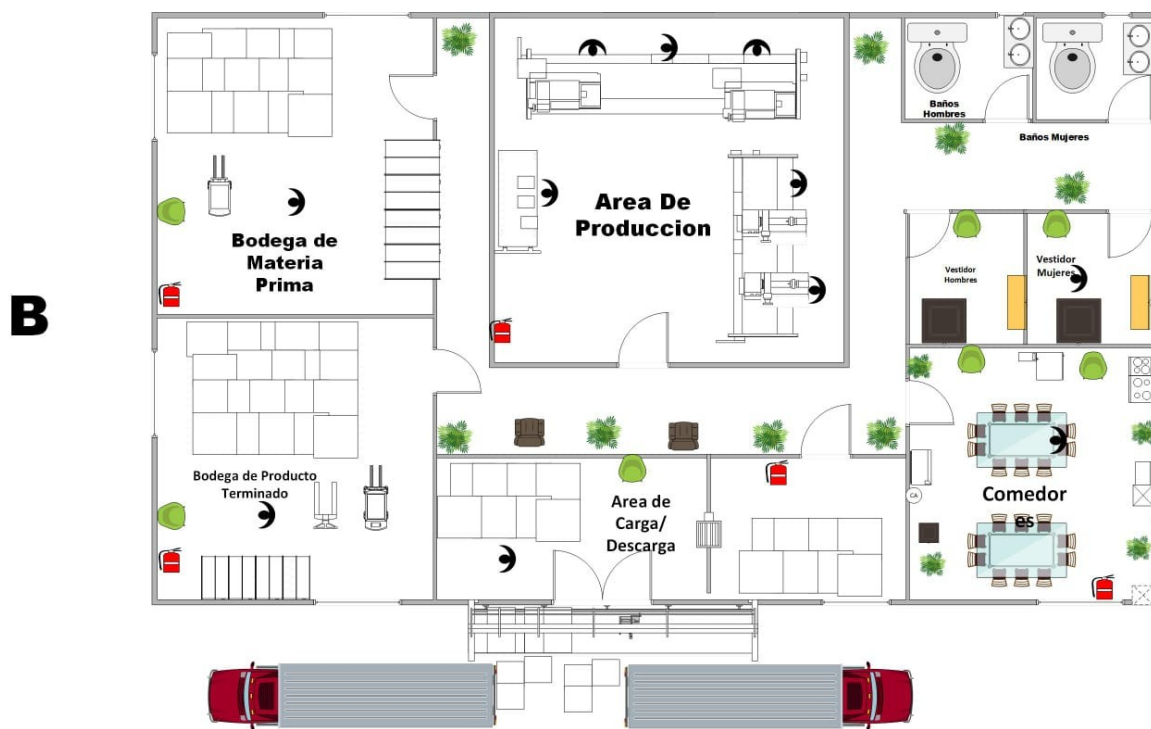 B
Bodega de
Materia
Prima
Area De
Produccion
Baños
Hombres
Baños Mujeres
Vestidor
Hombres
Vestidor
Mujeres
Bodega de Producto
Terminado
Area de
Carga/
Descarga
CA
Comedor
es